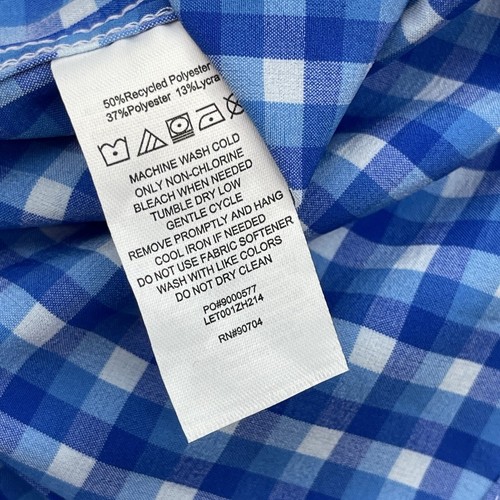 50%Recycled Polyester
37%Polyester 13%Lycra
MACHINE WASH COLD
ONLY NON-CHLORINE
BLEACH WHEN NEEDED
TUMBLE DRY LOW
GENTLE CYCLE
REMOVE PROMPTLY AND HANG
COOL IRON IF NEEDED
DO NOT USE FABRIC SOFTENER
WASH WITH LIKE COLORS
DO NOT DRY CLEAN
PO#9000577
LET001ZH214
RN#90704